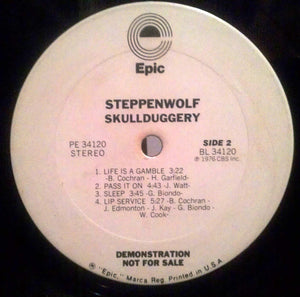 Epic
STEPPENWOLF
SKULLDUGGERY
PE 34120
STEREO
SIDE 2
BL 34120
℗ 1976 CBS Inc.
1. LIFE IS A GAMBLE 3:22
-B. Cochran - H. Garfield-
2. PASS IT ON 4:43 -J. Watt-
3. SLEEP 3:45 -G. Biondo-
4. LIP SERVICE 5:27 -B. Cochran -
J. Edmonton - J. Kay - G. Biondo -
W. Cook-
DEMONSTRATION
NOT FOR SALE
® "Epic," Marca Reg. Printed in U.S.A.